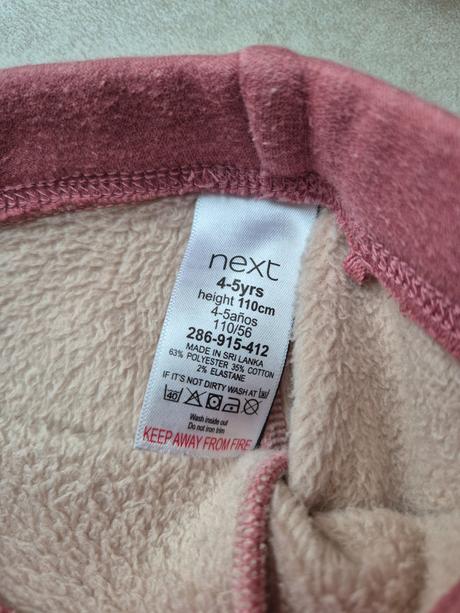 next
4-5yrs
height 110cm
4-5años
110/56
286-915-412
MADE IN SRI LANKA
63% POLYESTER 35% COTTON
2% ELASTANE
IF IT'S NOT DIRTY WASH AT 30
40
Wash inside out
Do not iron trim
KEEP AWAY FROM FIRE